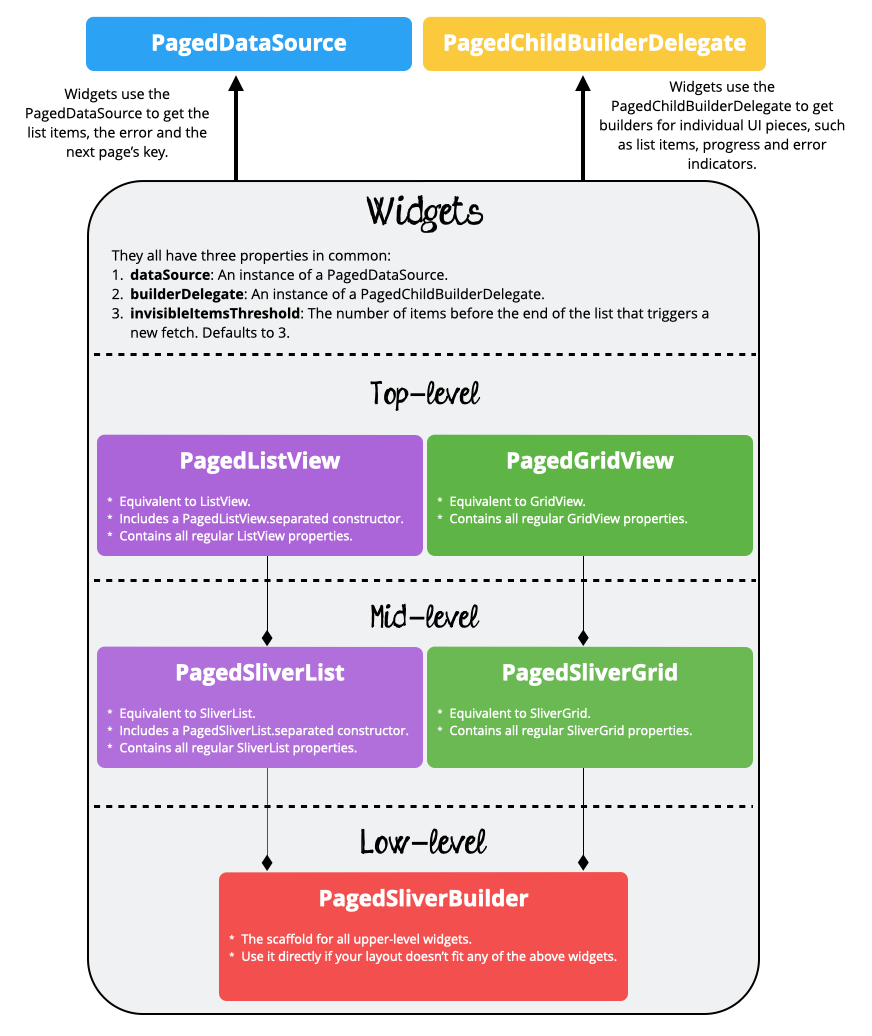 PagedDataSource
PagedChildBuilderDelegate
Widgets use the
PagedDataSource to get the
list items, the error and the
next page’s key.
Widgets use the
PagedChildBuilderDelegate to get
builders for individual UI pieces, such
as list items, progress and error
indicators.
Widgets
They all have three properties in common:
1. dataSource: An instance of a PagedDataSource.
2. builderDelegate: An instance of a PagedChildBuilderDelegate.
3. invisibleItemsThreshold: The number of items before the end of the list that triggers a
new fetch. Defaults to 3.
Top-level
PagedListView
* Equivalent to ListView.
* Includes a PagedListView.separated constructor.
* Contains all regular ListView properties.
PagedGridView
* Equivalent to GridView.
* Contains all regular GridView properties.
Mid-level
PagedSliverList
* Equivalent to SliverList.
* Includes a PagedSliverList.separated constructor.
* Contains all regular SliverList properties.
PagedSliverGrid
* Equivalent to SliverGrid.
* Contains all regular SliverGrid properties.
Low-level
PagedSliverBuilder
* The scaffold for all upper-level widgets.
* Use it directly if your layout doesn’t fit any of the above widgets.